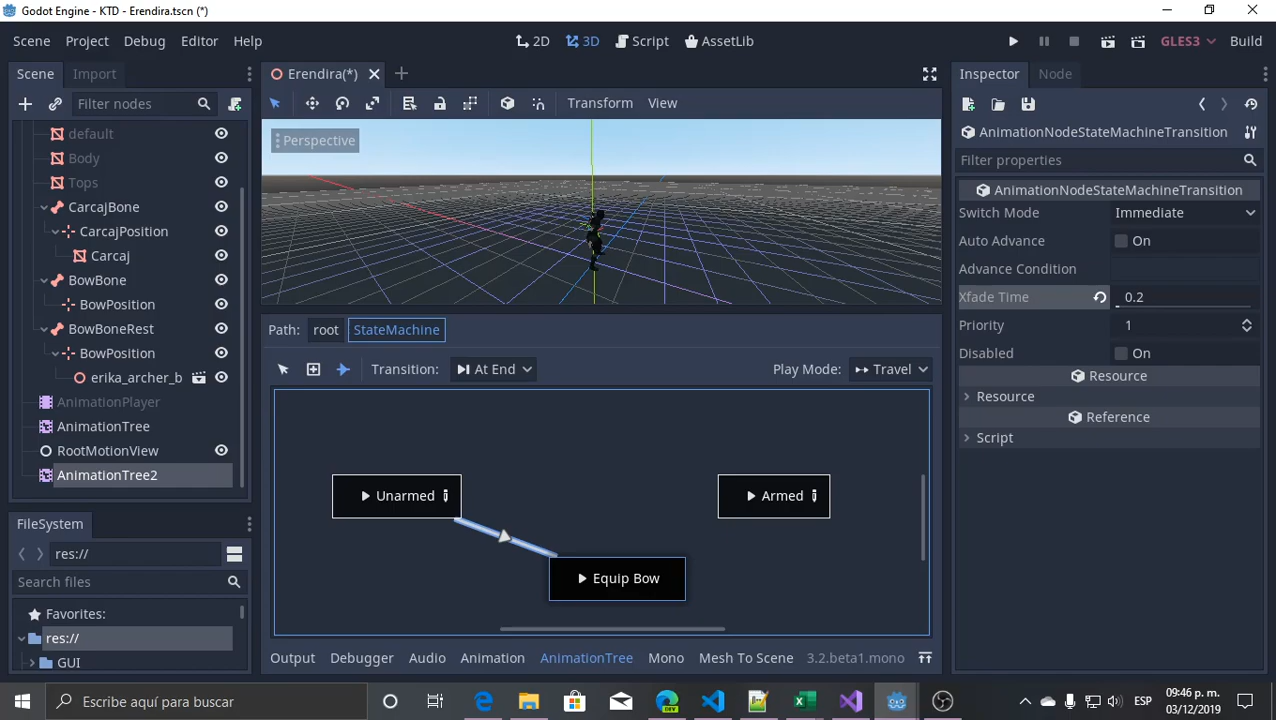 Godot Engine - KTD - Erendira.tscn (*)
Scene Project Debug Editor Help
2D 3D Script AssetLib
GLES3 Build
Scene Import
Filter nodes
default
Body
Tops
CarcajBone
CarcajPosition
Carcaj
BowBone
BowPosition
BowBoneRest
BowPosition
erika_archer_b
AnimationPlayer
AnimationTree
RootMotionView
AnimationTree2
FileSystem
res://
Search files
Favorites:
res://
GUI
Erendira(*)
Transform View
Perspective
Path: root StateMachine
Transition: At End
Play Mode: Travel
Unarmed
Armed
Equip Bow
Output Debugger Audio Animation AnimationTree Mono Mesh To Scene 3.2.beta1.mono
Inspector Node
AnimationNodeStateMachineTransition
Filter properties
AnimationNodeStateMachineTransition
Switch Mode Immediate
Auto Advance On
Advance Condition
Xfade Time 0.2
Priority 1
Disabled On
Resource
Resource
Reference
Script
Escribe aquí para buscar
DEV
ESP
09:46 p. m.
03/12/2019